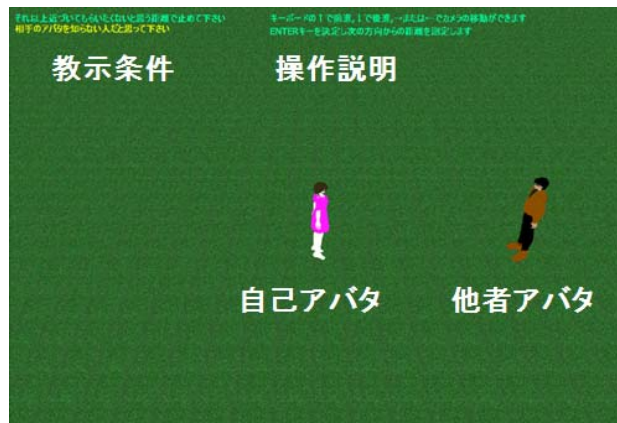 それ以上近づいてもらいたくないと思う距離で止めて下さい
相手のアバタを知らない人だと思って下さい
キーボードの↑で前進,↓で後進,→または←でカメラの移動ができます
ENTERキーを決定し次の方向からの距離を測定します
教示条件
操作説明
自己アバタ
他者アバタ